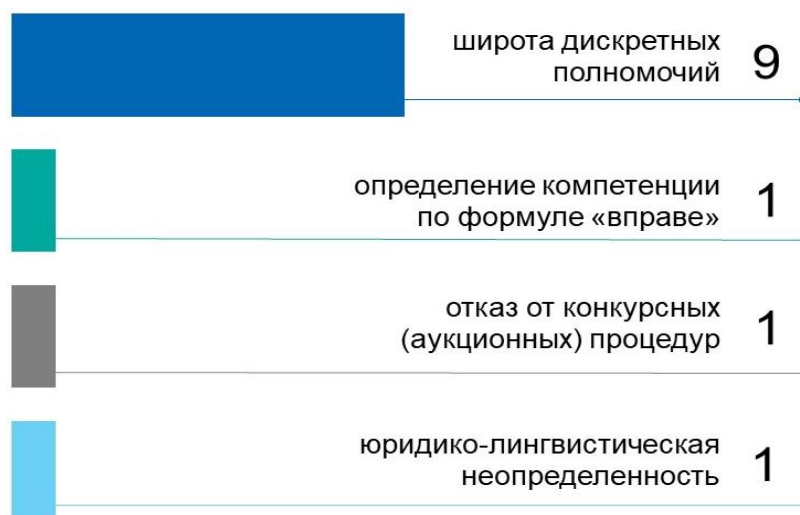 широта дискретных
полномочий 9
определение компетенции
по формуле «вправе» 1
отказ от конкурсных
(аукционных) процедур 1
юридико-лингвистическая
неопределенность 1